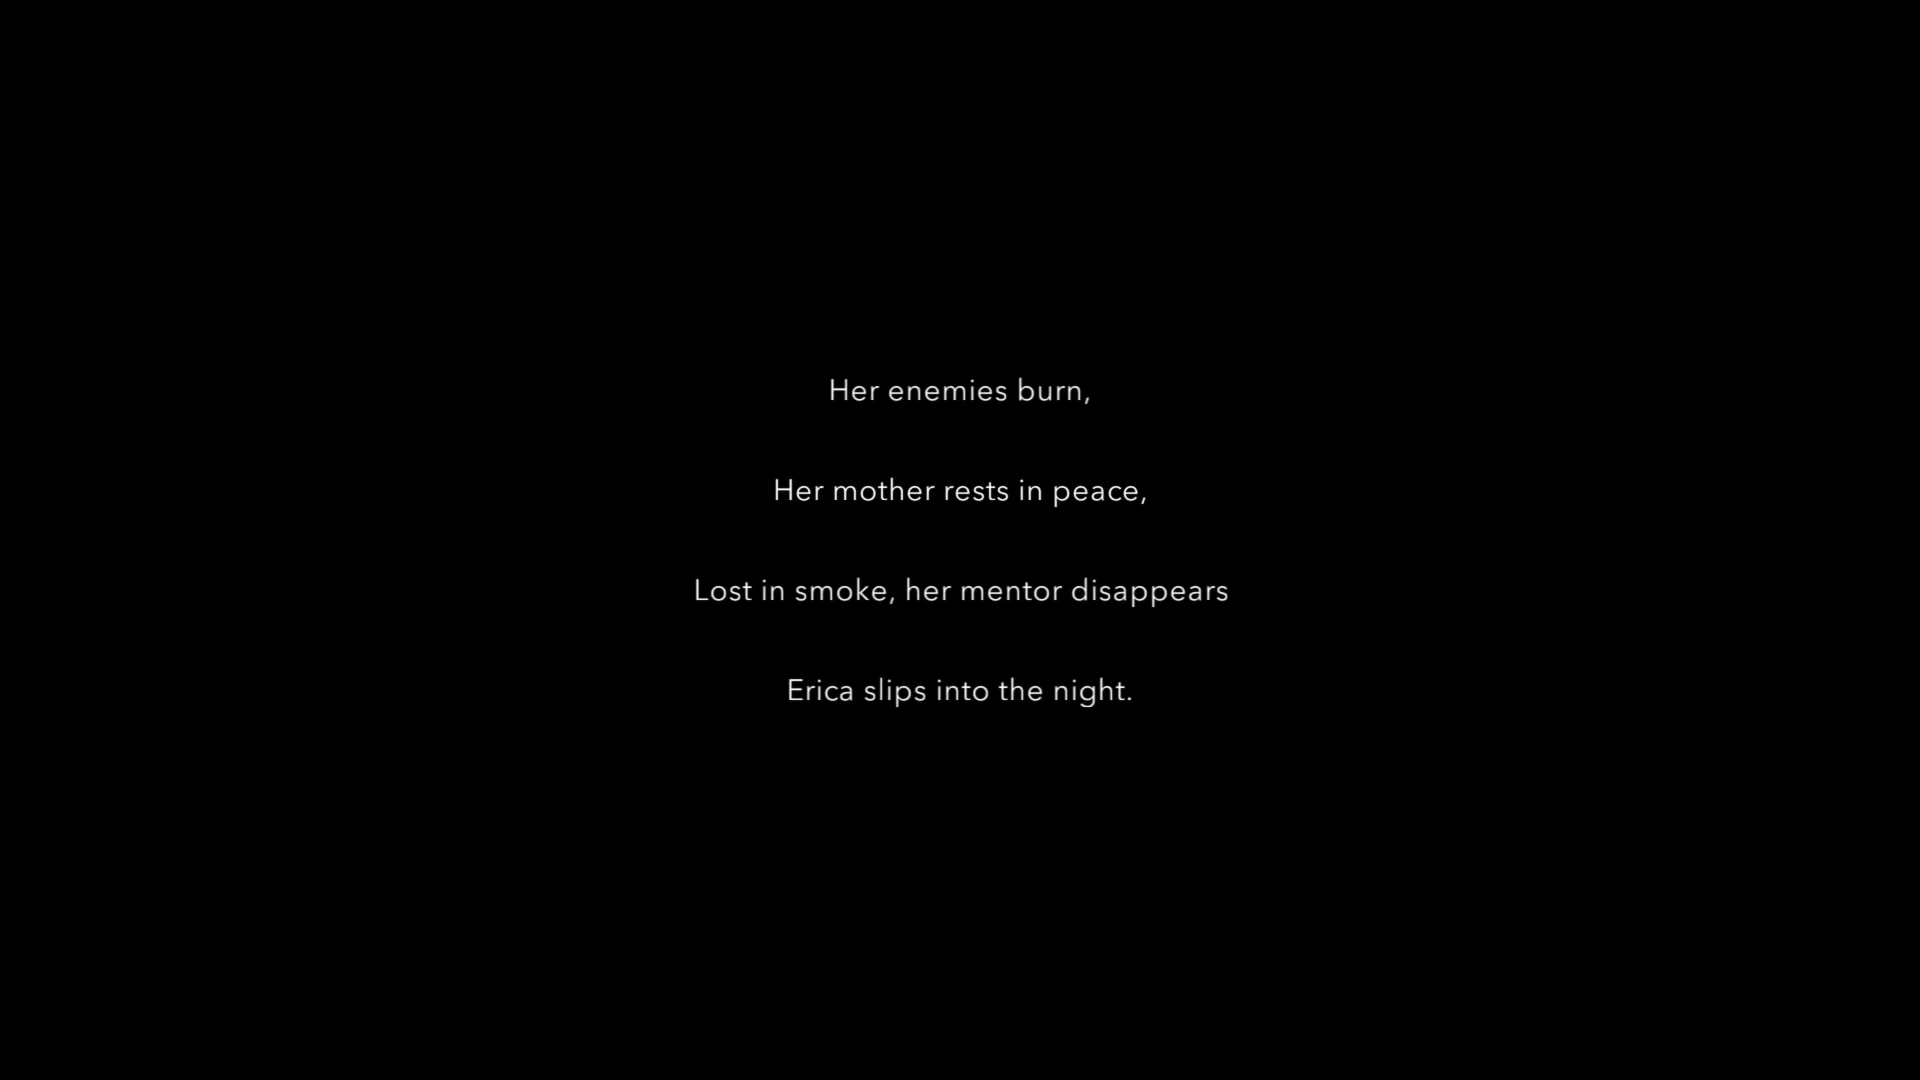 Her enemies burn,
Her mother rests in peace,
Lost in smoke, her mentor disappears
Erica slips into the night.